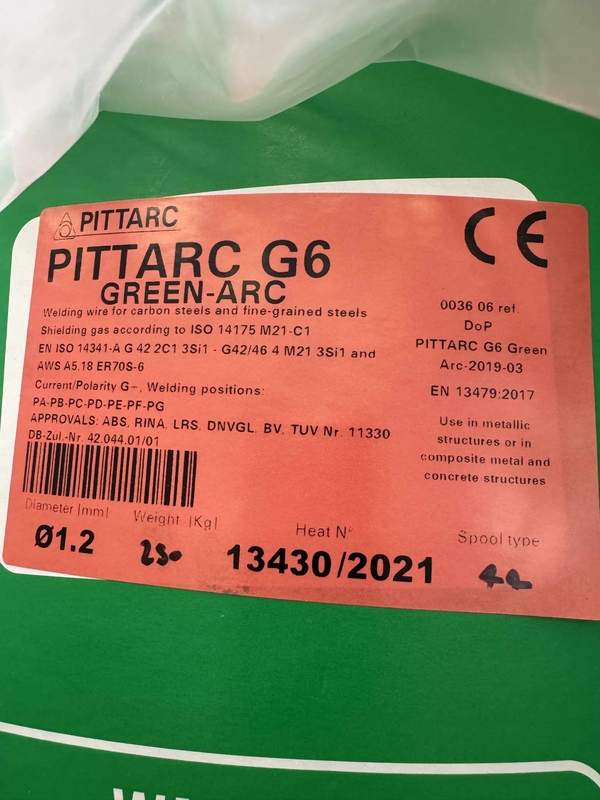 PITTARC
PITTARC G6
GREEN-ARC
Welding wire for carbon steels and fine-grained steels
Shielding gas according to ISO 14175 M21-C1
EN ISO 14341-A G 42 2C1 3Si1 - G42/46 4 M21 3Si1 and
AWS A5.18 ER70S-6
Current/Polarity G+, Welding positions:
PA-PB-PC-PD-PE-PF-PG
APPROVALS: ABS, RINA, LRS, DNVGL, BV, TUV Nr. 11330
DB-Zul.-Nr. 42.044.01/01
CE
0036 06 ref.
DoP
PITTARC G6 Green
Arc-2019-03
EN 13479:2017
Use in metallic
structures or in
composite metal and
concrete structures
Diameter |mm|
Ø1.2
Weight |Kg|
250
Heat N°
13430/2021
Spool type